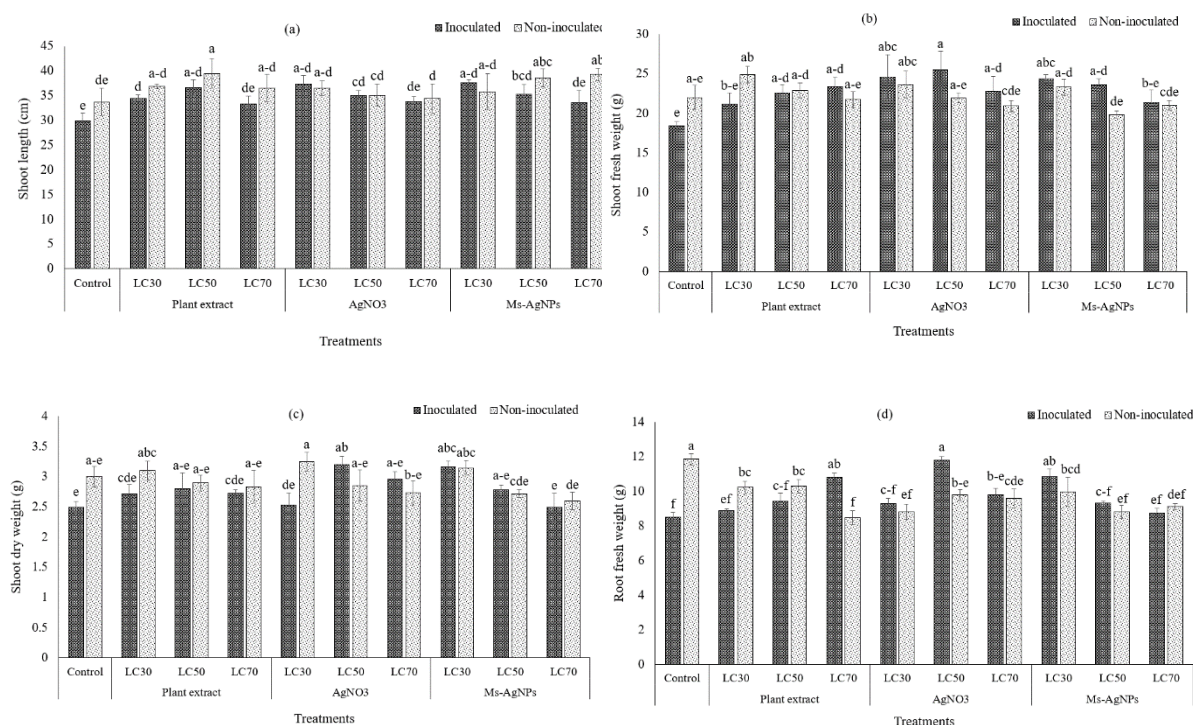 (a)
Inoculated Non-inoculated
45
40
35
30
25
20
15
10
5
0
Shoot length (cm)
e de d a-d a-d a de a-d a-d a-d cd cd de d a-d a-d bcd abc de ab
Control LC30 LC50 LC70 LC30 LC50 LC70 LC30 LC50 LC70
Plant extract AgNO3 Ms-AgNPs
Treatments
(b)
Inoculated Non-inoculated
30
25
20
15
10
5
0
Shoot fresh weight (g)
e a-e b-e a a-d a-d a-d a-e abc abc a a-e a-d cde abc a-d a-d de b-e cde
Control LC30 LC50 LC70 LC30 LC50 LC70 LC30 LC50 LC70
Plant extract AgNO3 Ms-AgNPs
Treatments
(c)
Inoculated Non-inoculated
4
3.5
3
2.5
2
1.5
1
0.5
0
Shoot dry weight (g)
e a-e cde abc a-e a-e cde a-e de a ab a-e a-e b-e abc abc a-e cde e de
Control LC30 LC50 LC70 LC30 LC50 LC70 LC30 LC50 LC70
Plant extract AgNO3 Ms-AgNPs
Treatments
(d)
Inoculated Non-inoculated
14
12
10
8
6
4
2
0
Root fresh weight (g)
f a ef bc c-f bc ab f c-f ef a b-e b-e cde ab bcd c-f ef ef ef
Control LC30 LC50 LC70 LC30 LC50 LC70 LC30 LC50 LC70
Plant extract AgNO3 Ms-AgNPs
Treatments